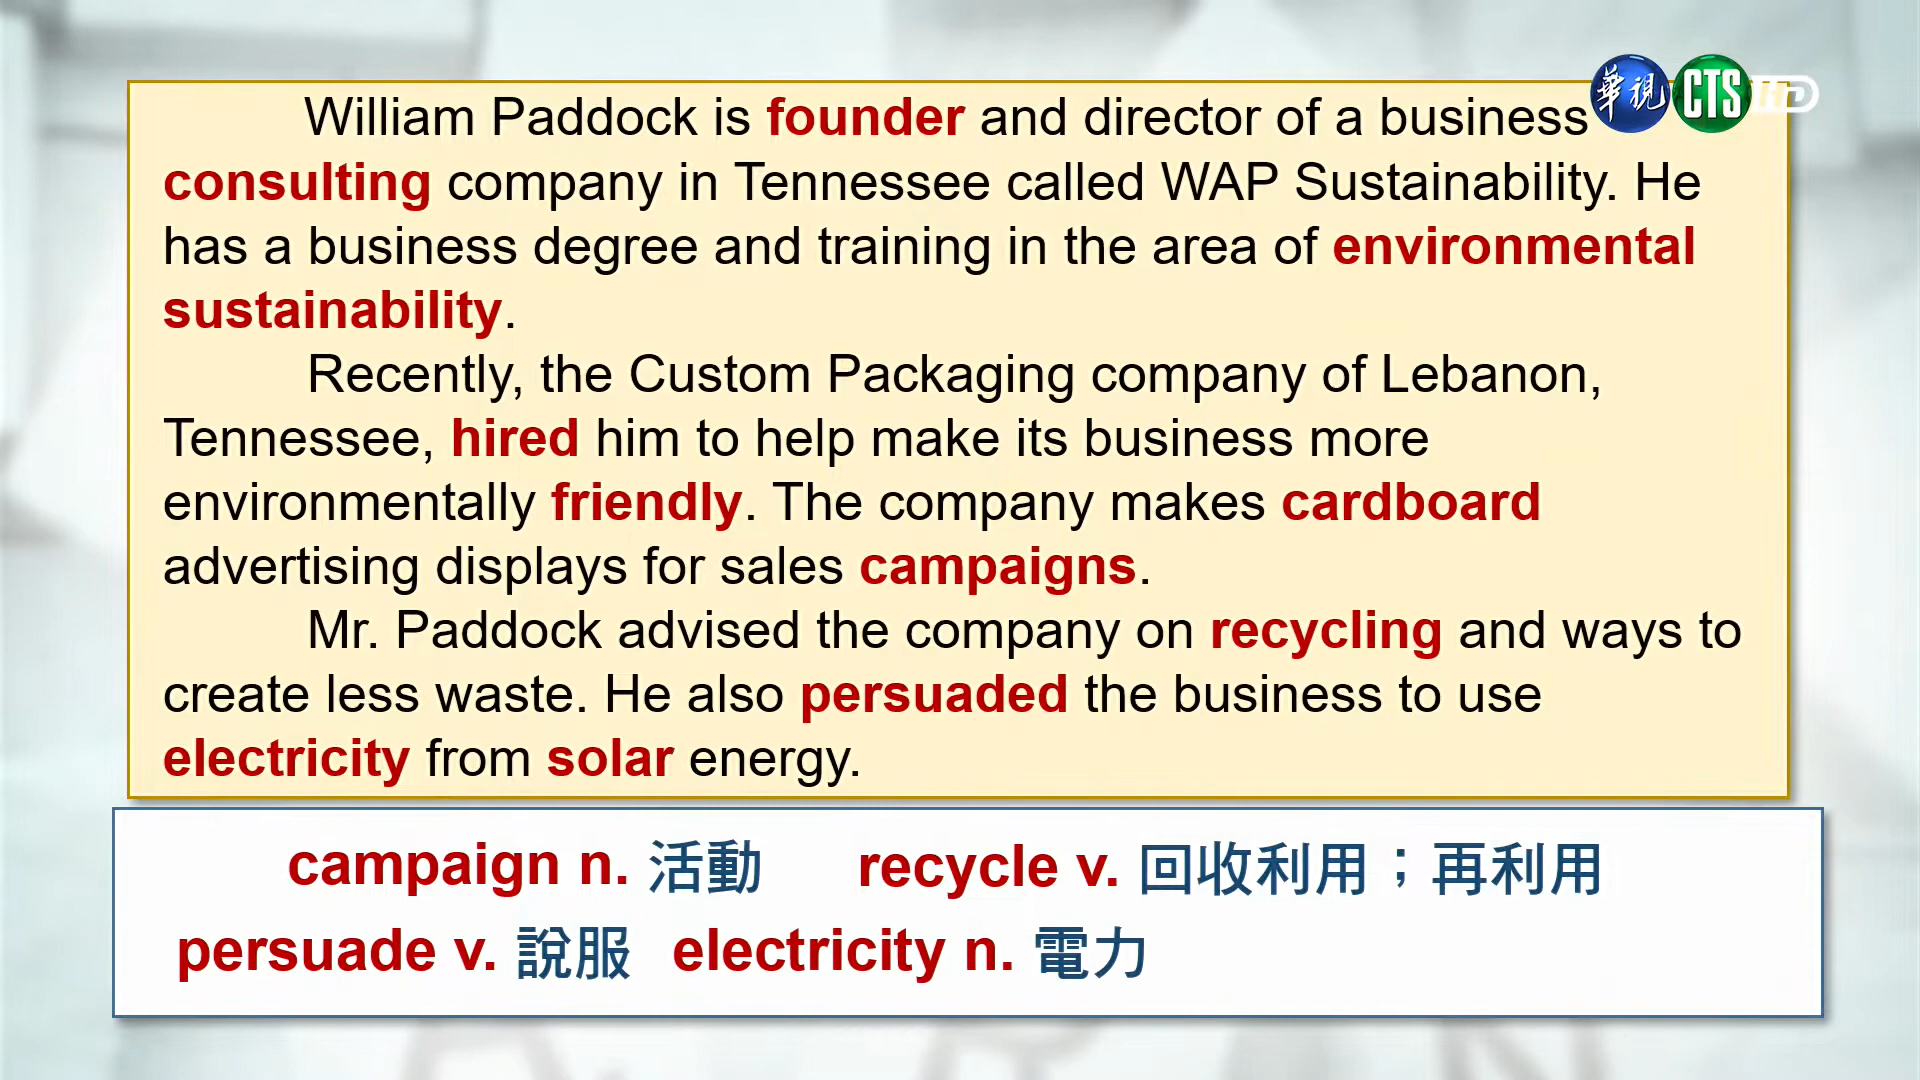 華視 CTS HD
William Paddock is founder and director of a business
consulting company in Tennessee called WAP Sustainability. He
has a business degree and training in the area of environmental
sustainability.
Recently, the Custom Packaging company of Lebanon,
Tennessee, hired him to help make its business more
environmentally friendly. The company makes cardboard
advertising displays for sales campaigns.
Mr. Paddock advised the company on recycling and ways to
create less waste. He also persuaded the business to use
electricity from solar energy.
campaign n. 活動 recycle v. 回收利用；再利用
persuade v. 說服 electricity n. 電力